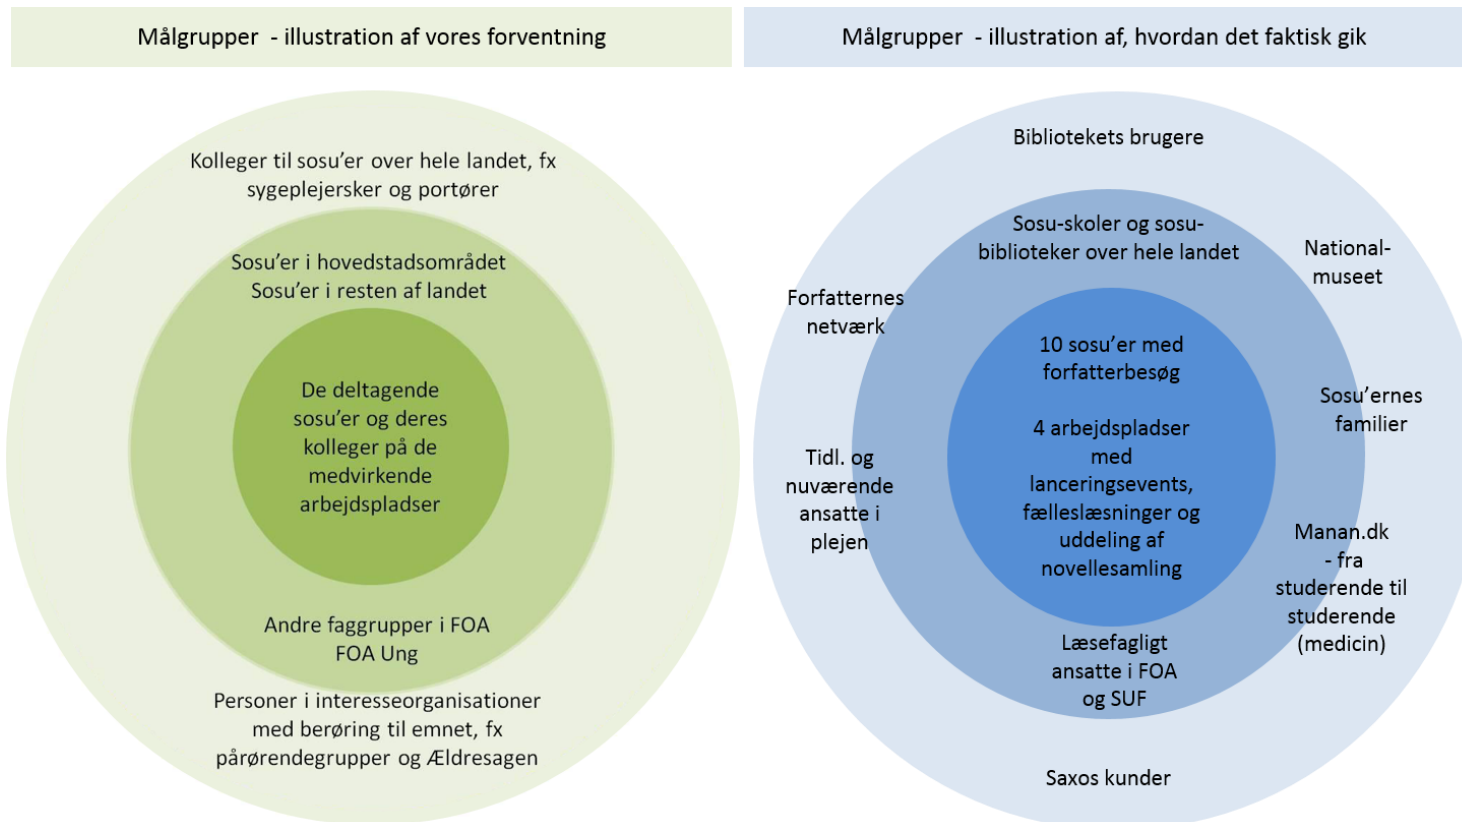 Målgrupper - illustration af vores forventning
Kolleger til sosu’er over hele landet, fx
sygeplejersker og portører
Sosu’er i hovedstadsområdet
Sosu’er i resten af landet
De deltagende
sosu’er og deres
kolleger på de
medvirkende
arbejdspladser
Andre faggrupper i FOA
FOA Ung
Personer i interesseorganisationer
med berøring til emnet, fx
pårørendegrupper og Ældresagen
Målgrupper - illustration af, hvordan det faktisk gik
Bibliotekets brugere
Sosu-skoler og sosu-
biblioteker over hele landet
National-
museet
Forfatternes
netværk
10 sosu’er med
forfatterbesøg
4 arbejdspladser
med
lanceringsevents,
fælleslæsninger og
uddeling af
novellesamling
Sosu’ernes
familier
Tidl. og
nuværende
ansatte i
plejen
Manan.dk
- fra
studerende til
studerende
(medicin)
Læsefagligt
ansatte i FOA
og SUF
Saxos kunder